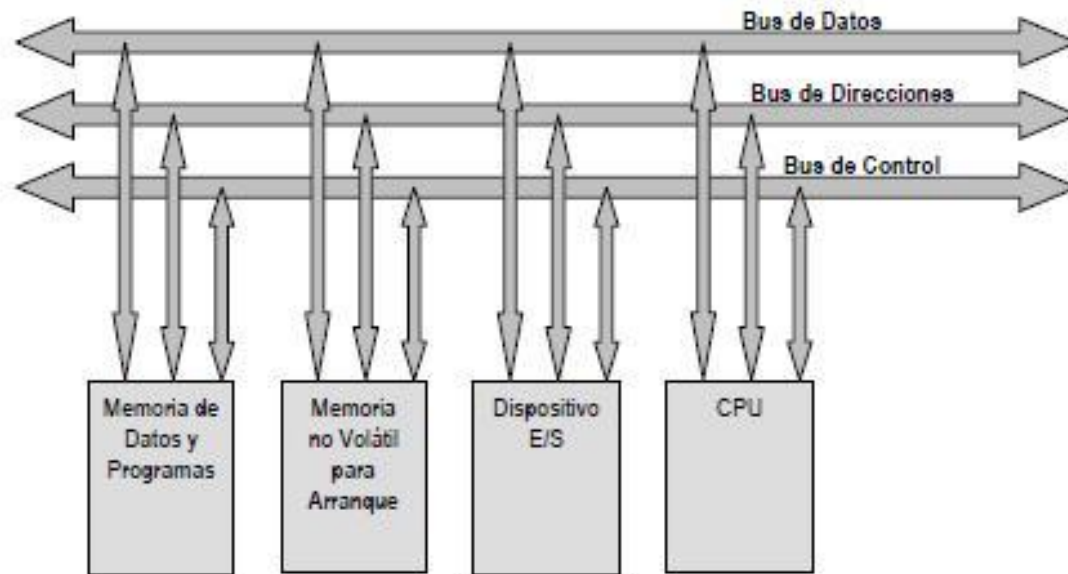 Bus de Datos
Bus de Direcciones
Bus de Control
Memoria de
Datos y
Programas
Memoria
no Volátil
para
Arranque
Dispositivo
E/S
CPU